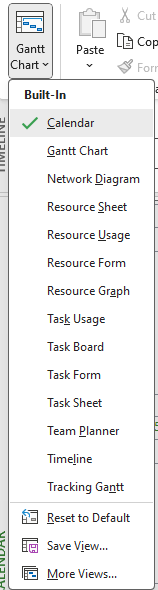 Gantt
Chart
Paste
Cut
Cop
For
TIMELINE
Built-In
Calendar
Gantt Chart
Network Diagram
Resource Sheet
Resource Usage
Resource Form
Resource Graph
Task Usage
Task Board
Task Form
Task Sheet
Team Planner
Timeline
Tracking Gantt
Reset to Default
Save View...
More Views...
ALENDAR